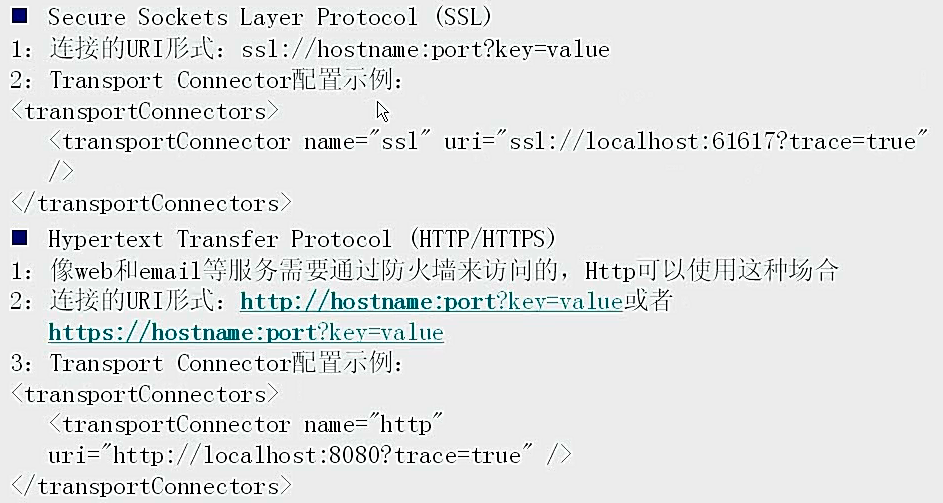 ■ Secure Sockets Layer Protocol (SSL)
1：连接的URI形式：ssl://hostname:port?key=value
2：Transport Connector配置示例：
<transportConnectors>
<transportConnector name="ssl" uri="ssl://localhost:61617?trace=true"
/>
</transportConnectors>
■ Hypertext Transfer Protocol (HTTP/HTTPS)
1：像web和email等服务需要通过防火墙来访问的，Http可以使用这种场合
2：连接的URI形式：http://hostname:port?key=value或者
https://hostname:port?key=value
3：Transport Connector配置示例：
<transportConnectors>
<transportConnector name="http"
uri="http://localhost:8080?trace=true" />
</transportConnectors>